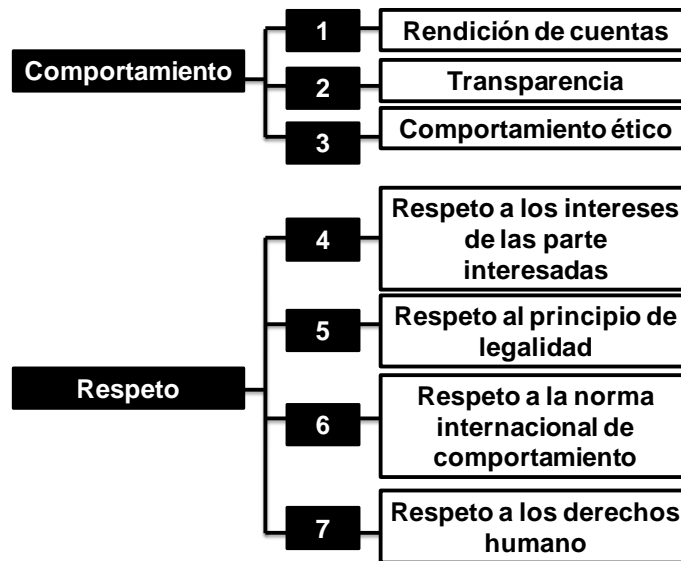 Comportamiento
1
Rendición de cuentas
2
Transparencia
3
Comportamiento ético
Respeto
4
Respeto a los intereses
de las parte
interesadas
5
Respeto al principio de
legalidad
6
Respeto a la norma
internacional de
comportamiento
7
Respeto a los derechos
humano